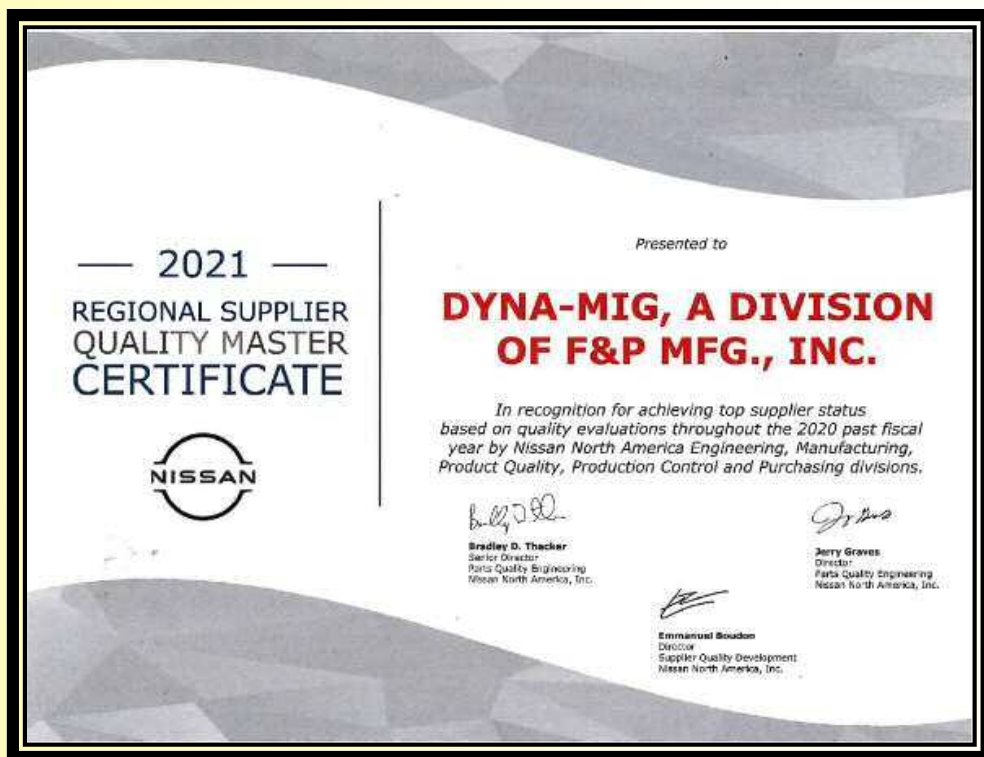 — 2021 —
REGIONAL SUPPLIER
QUALITY MASTER
CERTIFICATE
NISSAN
Presented to
DYNA-MIG, A DIVISION
OF F&P MFG., INC.
In recognition for achieving top supplier status
based on quality evaluations throughout the 2020 past fiscal
year by Nissan North America Engineering, Manufacturing,
Product Quality, Production Control and Purchasing divisions.
Bradley D. Thacker
Senior Director
Parts Quality Engineering
Nissan North America, Inc.
Jerry Graves
Director
Parts Quality Engineering
Nissan North America, Inc.
Emmanuel Boudon
Director
Supplier Quality Development
Nissan North America, Inc.